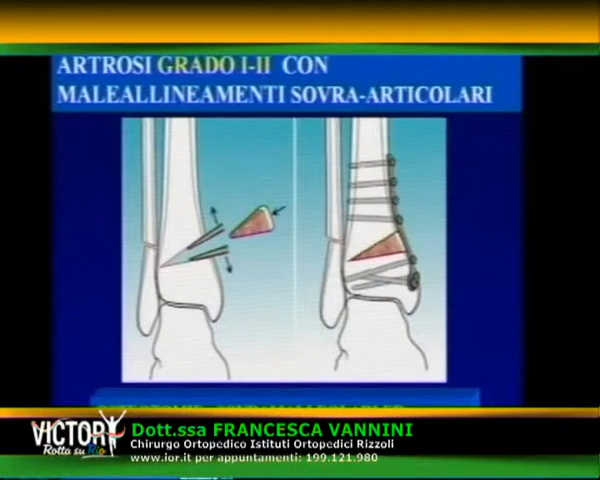 ARTROSI GRADO I-II CON
MALEALLINEAMENTI SOVRA-ARTICOLARI
VICTORY
Rotta su Rio
Dott.ssa FRANCESCA VANNINI
Chirurgo Ortopedico Istituti Ortopedici Rizzoli
www.ior.it per appuntamenti: 199.121.980